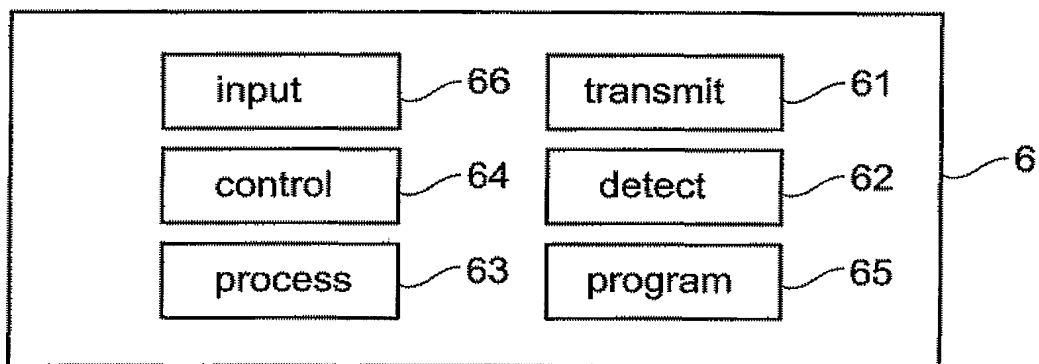 input 66 transmit 61
control 64 detect 62
6
process 63 program 65